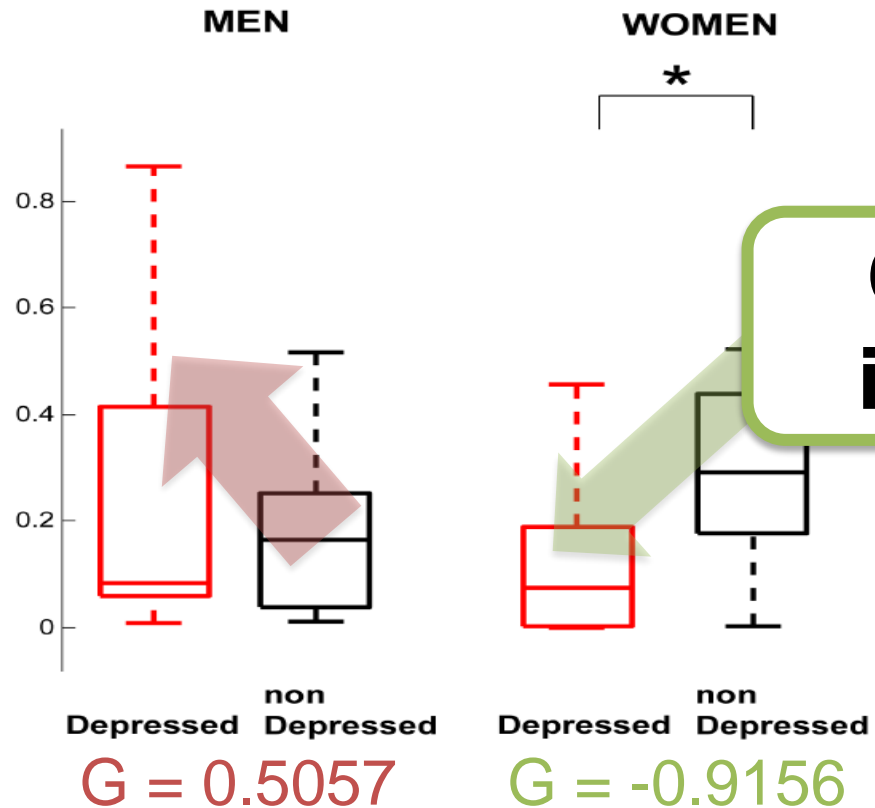 MEN
WOMEN
*
0.8
0.6
0.4
0.2
0
Depressed
non
Depressed
Depressed
non
Depressed
G = 0.5057
G = -0.9156